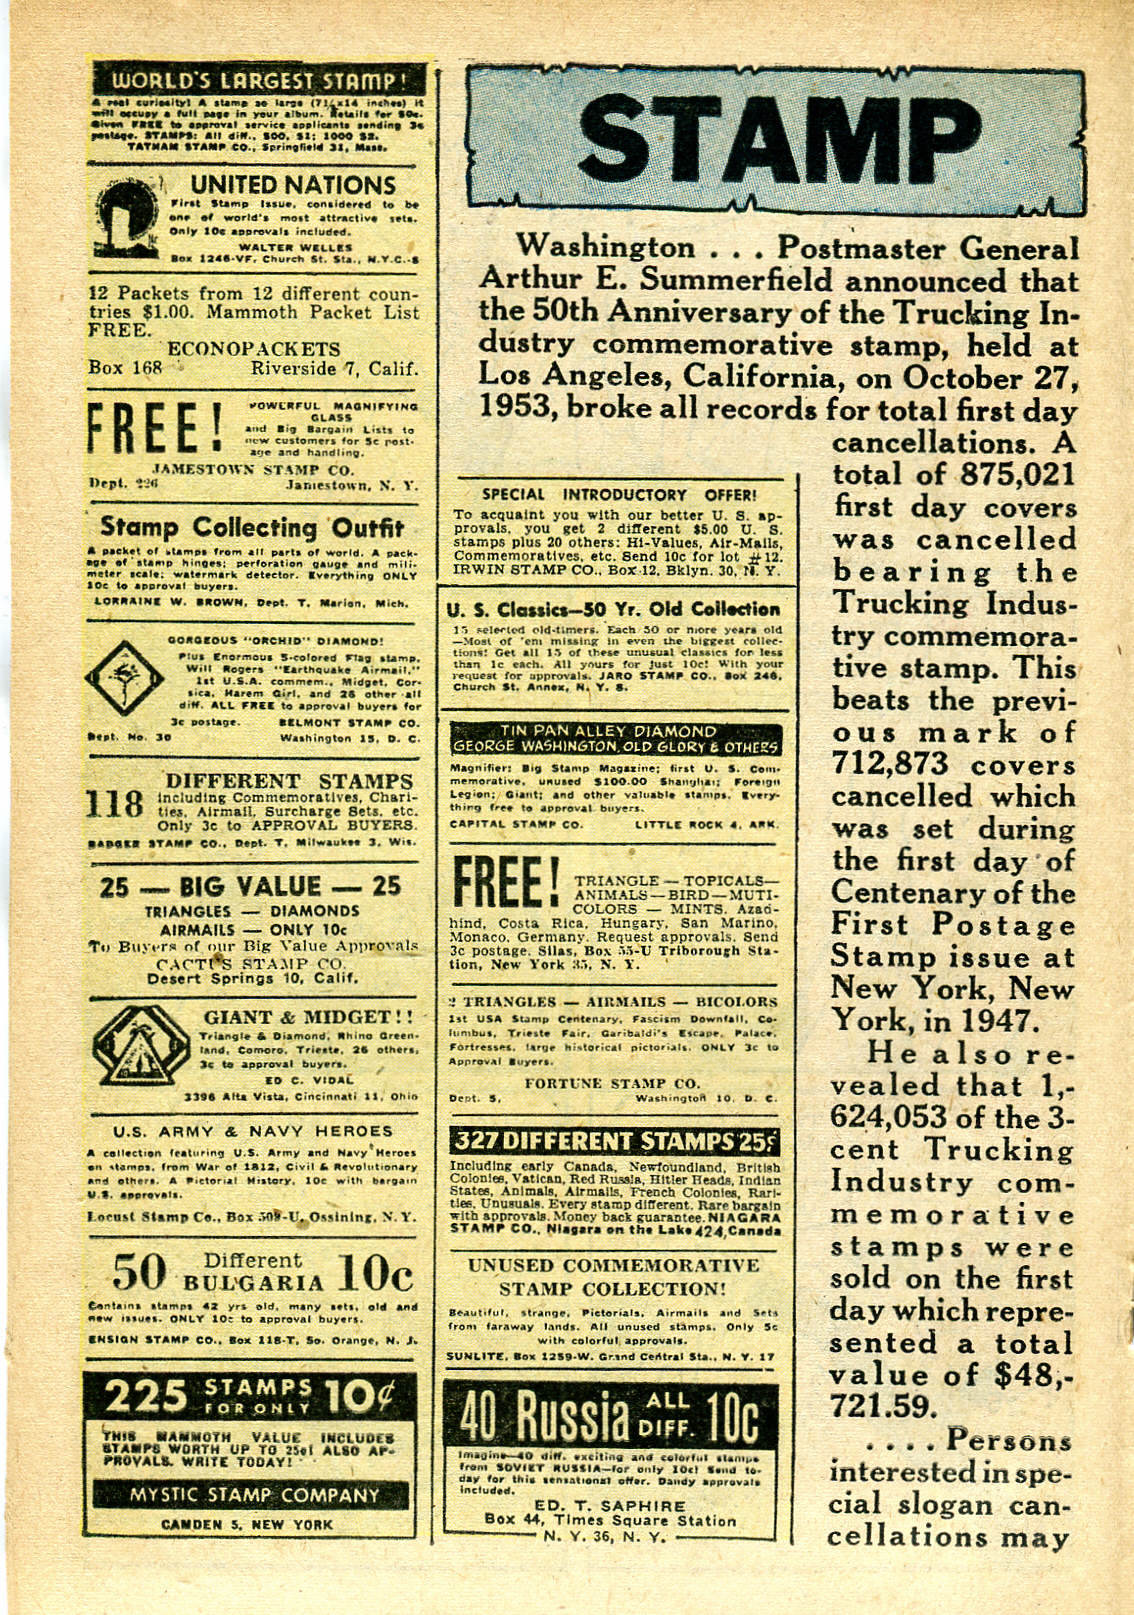 WORLD'S LARGEST STAMP!
A real curiosity! A stamp so large (7½x14 inches) it
will occupy a full page in your album. Retails for 50c.
Given FREE to approval service applicants sending 3c
postage. STAMPS: All diff., 500, $1; 1000 $2.
TATHAM STAMP CO., Springfield 31, Mass.
UNITED NATIONS
First Stamp Issue, considered to be
one of world's most attractive sets.
Only 10c approvals included.
WALTER WELLES
Box 1246-VF, Church St. Sta., N.Y.C.-8
12 Packets from 12 different coun-
tries $1.00. Mammoth Packet List
FREE.
ECONOPACKETS
Box 168 Riverside 7, Calif.
FREE! POWERFUL MAGNIFYING
GLASS
and Big Bargain Lists to
new customers for 5c post-
age and handling.
JAMESTOWN STAMP CO.
Dept. 226 Jamestown, N. Y.
Stamp Collecting Outfit
A packet of stamps from all parts of world. A pack-
age of stamp hinges; perforation gauge and mili-
meter scale; watermark detector. Everything ONLY
10c to approval buyers.
LORRAINE W. BROWN, Dept. T, Marion, Mich.
GORGEOUS "ORCHID" DIAMOND!
Plus Enormous 5-colored Flag stamp,
Will Rogers "Earthquake Airmail,"
1st U.S.A. commem., Midget, Cor-
sica, Harem Girl, and 26 other all
diff. ALL FREE to approval buyers for
3c postage. BELMONT STAMP CO.
Dept. No. 30 Washington 15, D. C.
118 DIFFERENT STAMPS
Including Commemoratives, Chari-
ties, Airmail, Surcharge Sets, etc.
Only 3c to APPROVAL BUYERS.
BADGER STAMP CO., Dept. T, Milwaukee 3, Wis.
25 — BIG VALUE — 25
TRIANGLES — DIAMONDS
AIRMAILS — ONLY 10c
To Buyers of our Big Value Approvals
CACTUS STAMP CO.
Desert Springs 10, Calif.
GIANT & MIDGET!!
Triangle & Diamond, Rhino Green-
land, Comoro, Trieste, 26 others,
3c to approval buyers.
ED C. VIDAL
3396 Alta Vista, Cincinnati 11, Ohio
U.S. ARMY & NAVY HEROES
A collection featuring U.S. Army and Navy Heroes
on stamps, from War of 1812, Civil & Revolutionary
and others. A Pictorial History, 10c with bargain
U.S. approvals.
Locust Stamp Co., Box 508-U, Ossining, N. Y.
50 Different BULGARIA 10c
Contains stamps 42 yrs old, many sets, old and
new issues. ONLY 10c to approval buyers.
ENSIGN STAMP CO., Box 118-T, So. Orange, N. J.
225 STAMPS FOR ONLY 10¢
THIS MAMMOTH VALUE INCLUDES
STAMPS WORTH UP TO 25c! ALSO AP-
PROVALS. WRITE TODAY!
MYSTIC STAMP COMPANY
CAMDEN 5, NEW YORK
SPECIAL INTRODUCTORY OFFER!
To acquaint you with our better U. S. ap-
provals, you get 2 different $5.00 U. S.
stamps plus 20 others: Hi-Values, Air-Mails,
Commemoratives, etc. Send 10c for lot #12.
IRWIN STAMP CO., Box 12, Bklyn. 30, N. Y.
U. S. Classics—50 Yr. Old Collection
15 selected old-timers. Each 50 or more years old
—Most of 'em missing in even the biggest collec-
tions! Get all 15 of these unusual classics for less
than 1c each. All yours for just 10c! With your
request for approvals. JARO STAMP CO., Box 246,
Church St. Annex, N. Y. 8.
TIN PAN ALLEY DIAMOND
GEORGE WASHINGTON, OLD GLORY & OTHERS
Magnifier; Big Stamp Magazine; first U. S. Com-
memorative, unused $100.00 Shanghai; Foreign
Legion; Giant; and other valuable stamps. Every-
thing free to approval buyers.
CAPITAL STAMP CO. LITTLE ROCK 4, ARK.
FREE! TRIANGLE — TOPICALS—
ANIMALS—BIRD—MUTI-
COLORS — MINTS. Azad-
hind, Costa Rica, Hungary, San Marino,
Monaco, Germany. Request approvals. Send
3c postage. Silas, Box 55-U Triborough Sta-
tion, New York 35, N. Y.
2 TRIANGLES — AIRMAILS — BICOLORS
1st USA Stamp Centenary, Fascism Downfall, Co-
lumbus, Trieste Fair, Garibaldi's Escape, Palace,
Fortresses, large historical pictorials. ONLY 3c to
Approval Buyers.
FORTUNE STAMP CO.
Dept. 5, Washington 10, D. C.
327 DIFFERENT STAMPS 25¢
Including early Canada, Newfoundland, British
Colonies, Vatican, Red Russia, Hitler Heads, Indian
States, Animals, Airmails, French Colonies, Rari-
ties, Unusuals. Every stamp different. Rare bargain
with approvals. Money back guarantee. NIAGARA
STAMP CO., Niagara on the Lake 424, Canada
UNUSED COMMEMORATIVE
STAMP COLLECTION!
Beautiful, strange, Pictorials, Airmails and Sets
from faraway lands. All unused stamps. Only 5c
with colorful approvals.
SUNLITE, Box 1259-W, Grand Central Sta., N. Y. 17
40 Russia ALL DIFF. 10c
Imagine—40 diff. exciting and colorful stamps
from SOVIET RUSSIA—for only 10c! Send to-
day for this sensational offer. Dandy approvals
included.
ED. T. SAPHIRE
Box 44, Times Square Station
N. Y. 36, N. Y.
STAMP
Washington . . . Postmaster General
Arthur E. Summerfield announced that
the 50th Anniversary of the Trucking In-
dustry commemorative stamp, held at
Los Angeles, California, on October 27,
1953, broke all records for total first day
cancellations. A
total of 875,021
first day covers
was cancelled
bearing the
Trucking Indus-
try commemora-
tive stamp. This
beats the previ-
ous mark of
712,873 covers
cancelled which
was set during
the first day of
Centenary of the
First Postage
Stamp issue at
New York, New
York, in 1947.
He also re-
vealed that 1,-
624,053 of the 3-
cent Trucking
Industry com-
memorative
stamps were
sold on the first
day which repre-
sented a total
value of $48,-
721.59.
. . . . Persons
interested in spe-
cial slogan can-
cellations may